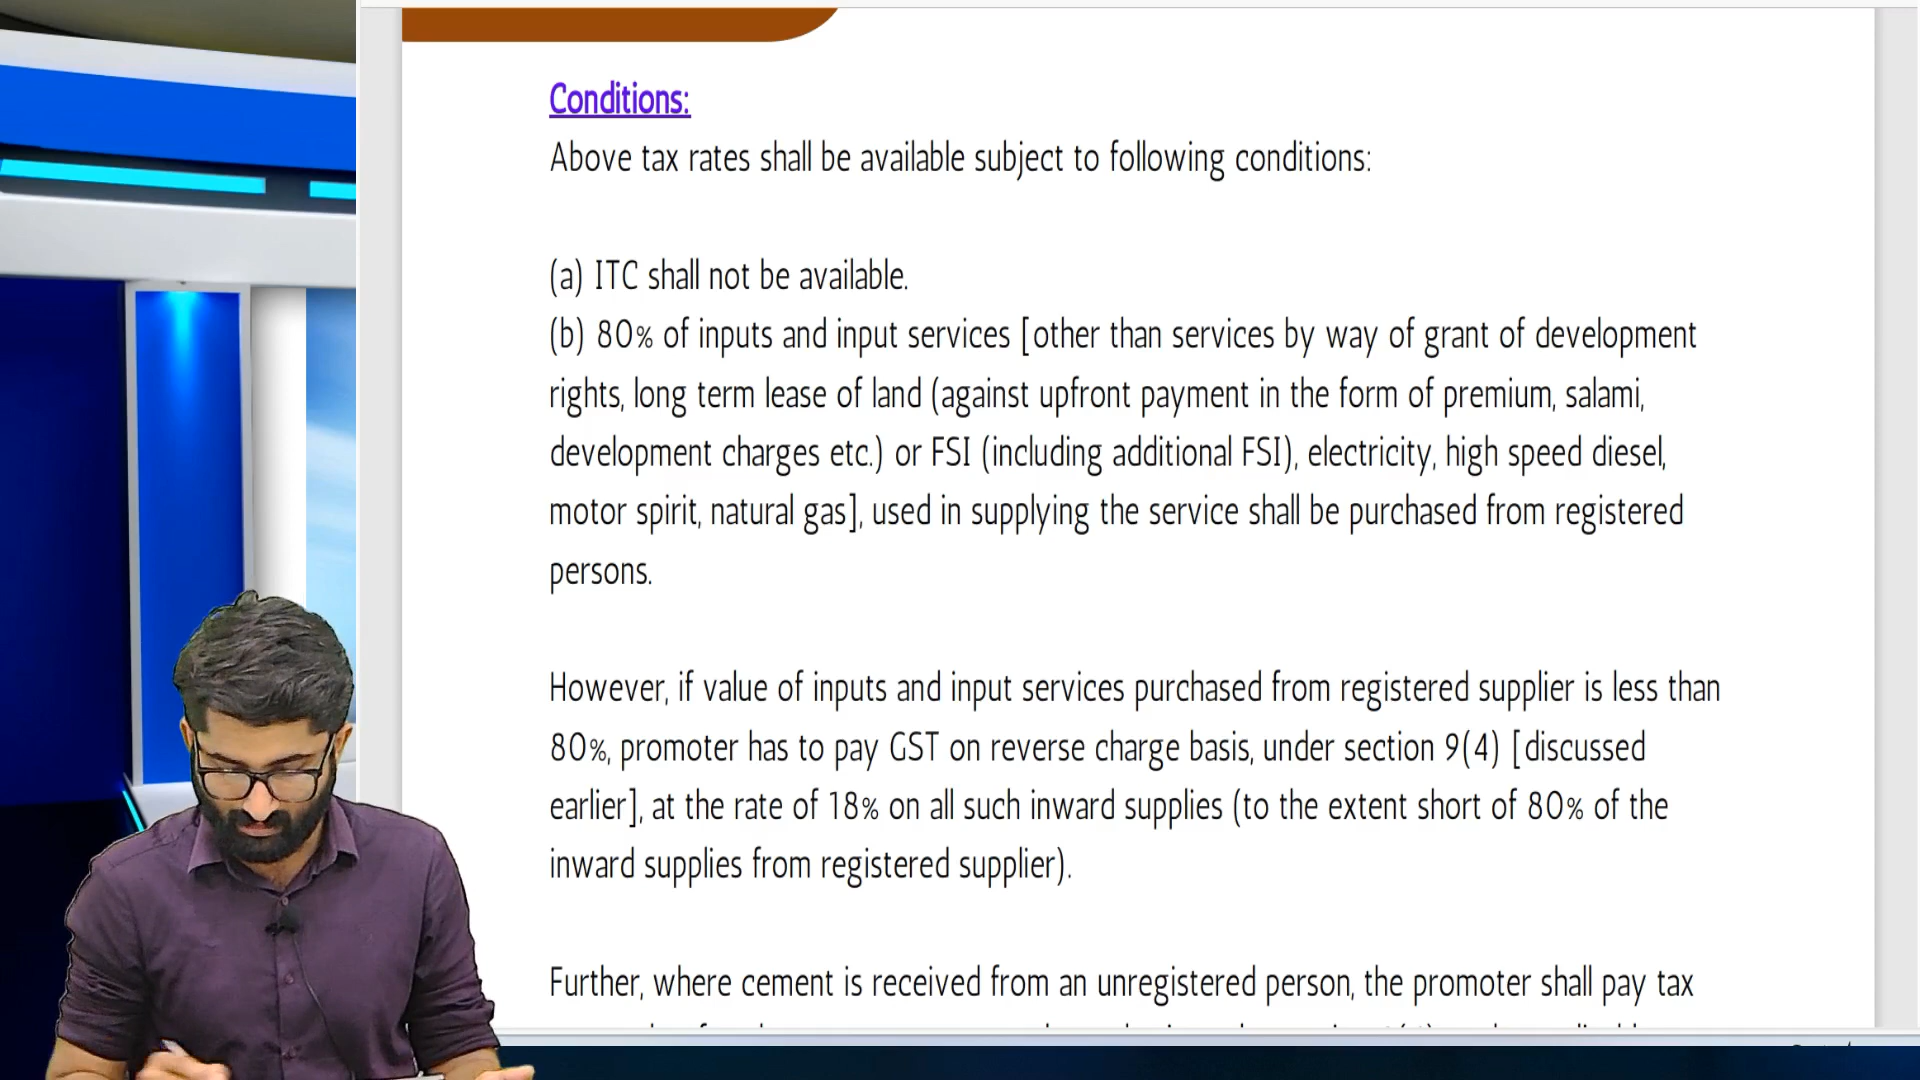 Conditions:
Above tax rates shall be available subject to following conditions:
(a) ITC shall not be available.
(b) 80% of inputs and input services [other than services by way of grant of development
rights, long term lease of land (against upfront payment in the form of premium, salami,
development charges etc.) or FSI (including additional FSI), electricity, high speed diesel,
motor spirit, natural gas], used in supplying the service shall be purchased from registered
persons.
However, if value of inputs and input services purchased from registered supplier is less than
80%, promoter has to pay GST on reverse charge basis, under section 9(4) [discussed
earlier], at the rate of 18% on all such inward supplies (to the extent short of 80% of the
inward supplies from registered supplier).
Further, where cement is received from an unregistered person, the promoter shall pay tax